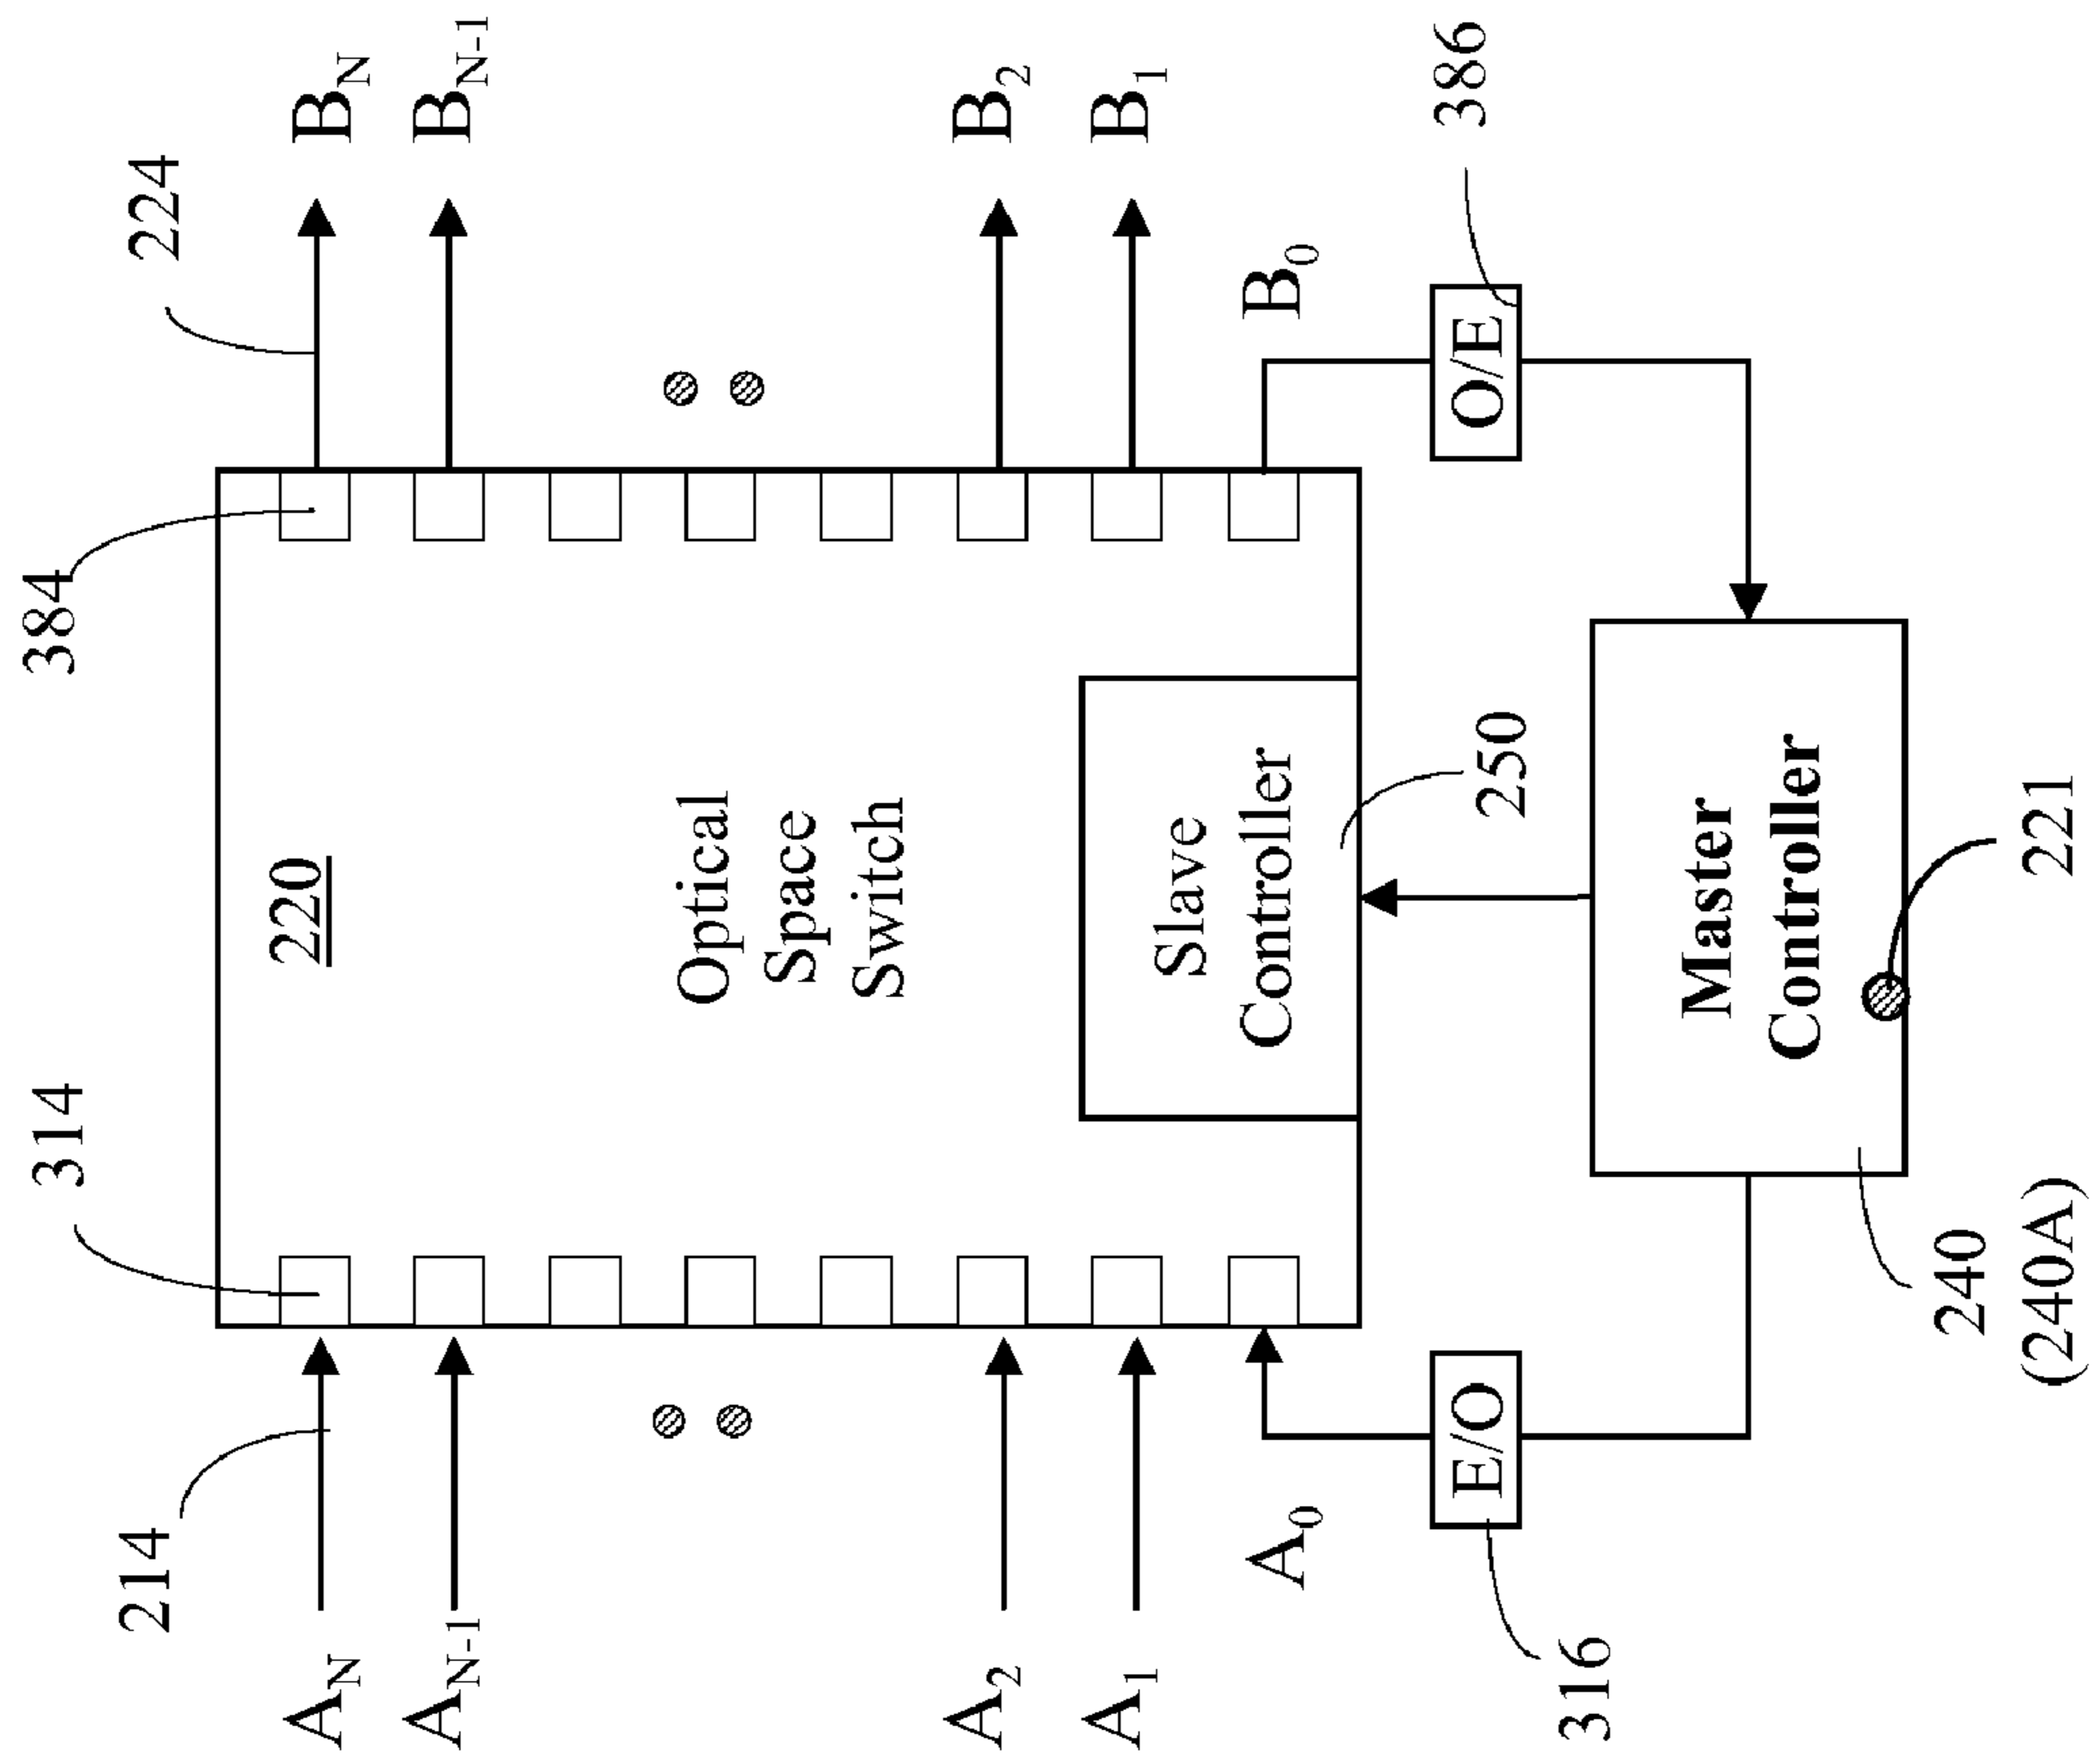 214
314
384
224
A_N
220
B_N
A_N-1
B_N-1
Optical
Space
Switch
A_2
B_2
A_1
Slave
Controller
B_1
A_0
B_0
316
E/O
250
O/E
386
Master
Controller
240
(240A)
221